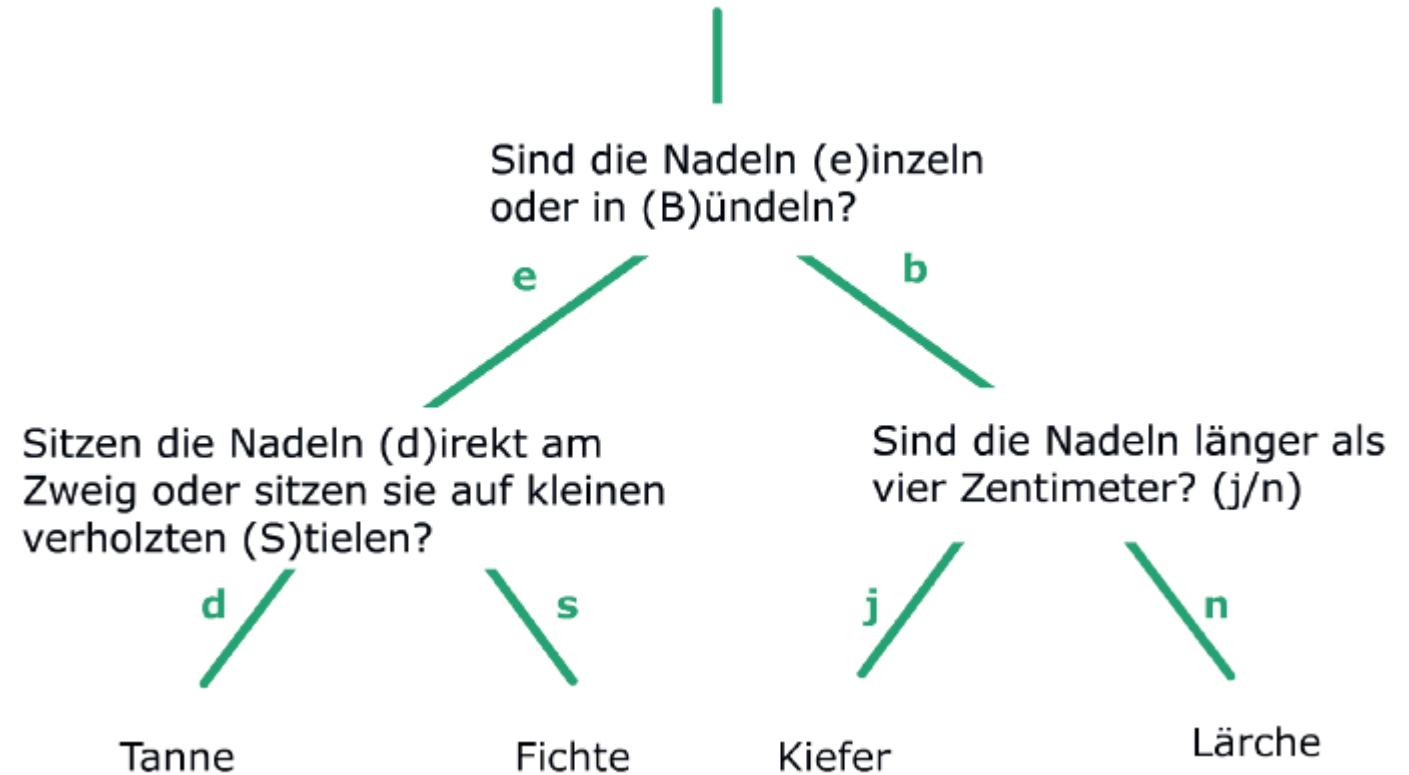 Sind die Nadeln (e)inzeln
oder in (B)ündeln?
e
b
Sitzen die Nadeln (d)irekt am
Zweig oder sitzen sie auf kleinen
verholzten (S)tielen?
Sind die Nadeln länger als
vier Zentimeter? (j/n)
d
s
j
n
Tanne
Fichte
Kiefer
Lärche